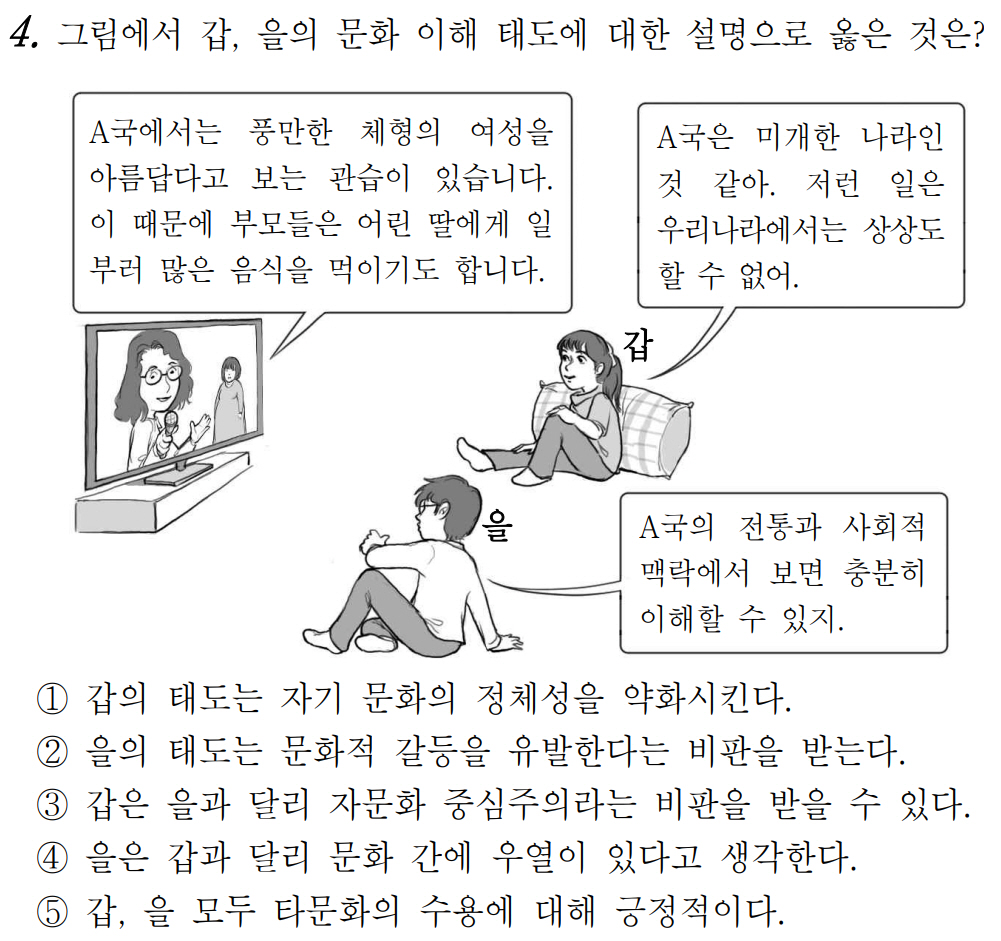 4. 그림에서 갑, 을의 문화 이해 태도에 대한 설명으로 옳은 것은?
A국에서는 풍만한 체형의 여성을
아름답다고 보는 관습이 있습니다.
이 때문에 부모들은 어린 딸에게 일
부러 많은 음식을 먹이기도 합니다.
A국은 미개한 나라인
것 같아. 저런 일은
우리나라에서는 상상도
할 수 없어.
갑
을
A국의 전통과 사회적
맥락에서 보면 충분히
이해할 수 있지.
① 갑의 태도는 자기 문화의 정체성을 약화시킨다.
② 을의 태도는 문화적 갈등을 유발한다는 비판을 받는다.
③ 갑은 을과 달리 자문화 중심주의라는 비판을 받을 수 있다.
④ 을은 갑과 달리 문화 간에 우열이 있다고 생각한다.
⑤ 갑, 을 모두 타문화의 수용에 대해 긍정적이다.